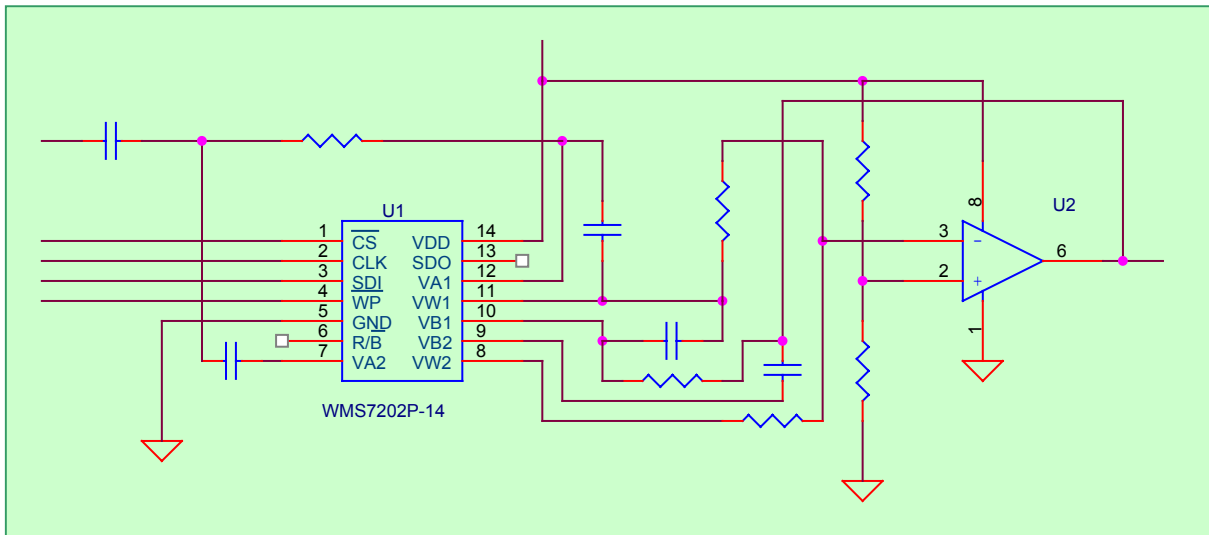 U1
1 CS VDD 14
2 CLK SDO 13
3 SDI VA1 12
4 WP VW1 11
5 GND VB1 10
6 R/B VB2 9
7 VA2 VW2 8
WMS7202P-14
U2
8
3 -
2 +
6
1